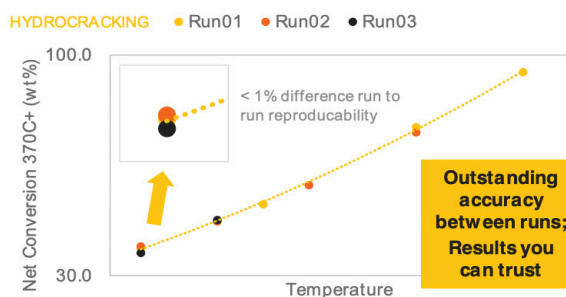 HYDROCRACKING Run01 Run02 Run03
100.0
Net Conversion 370C+ (wt%)
< 1% difference run to
run reproducability
Outstanding
accuracy
between runs;
Results you
can trust
30.0
Temperature